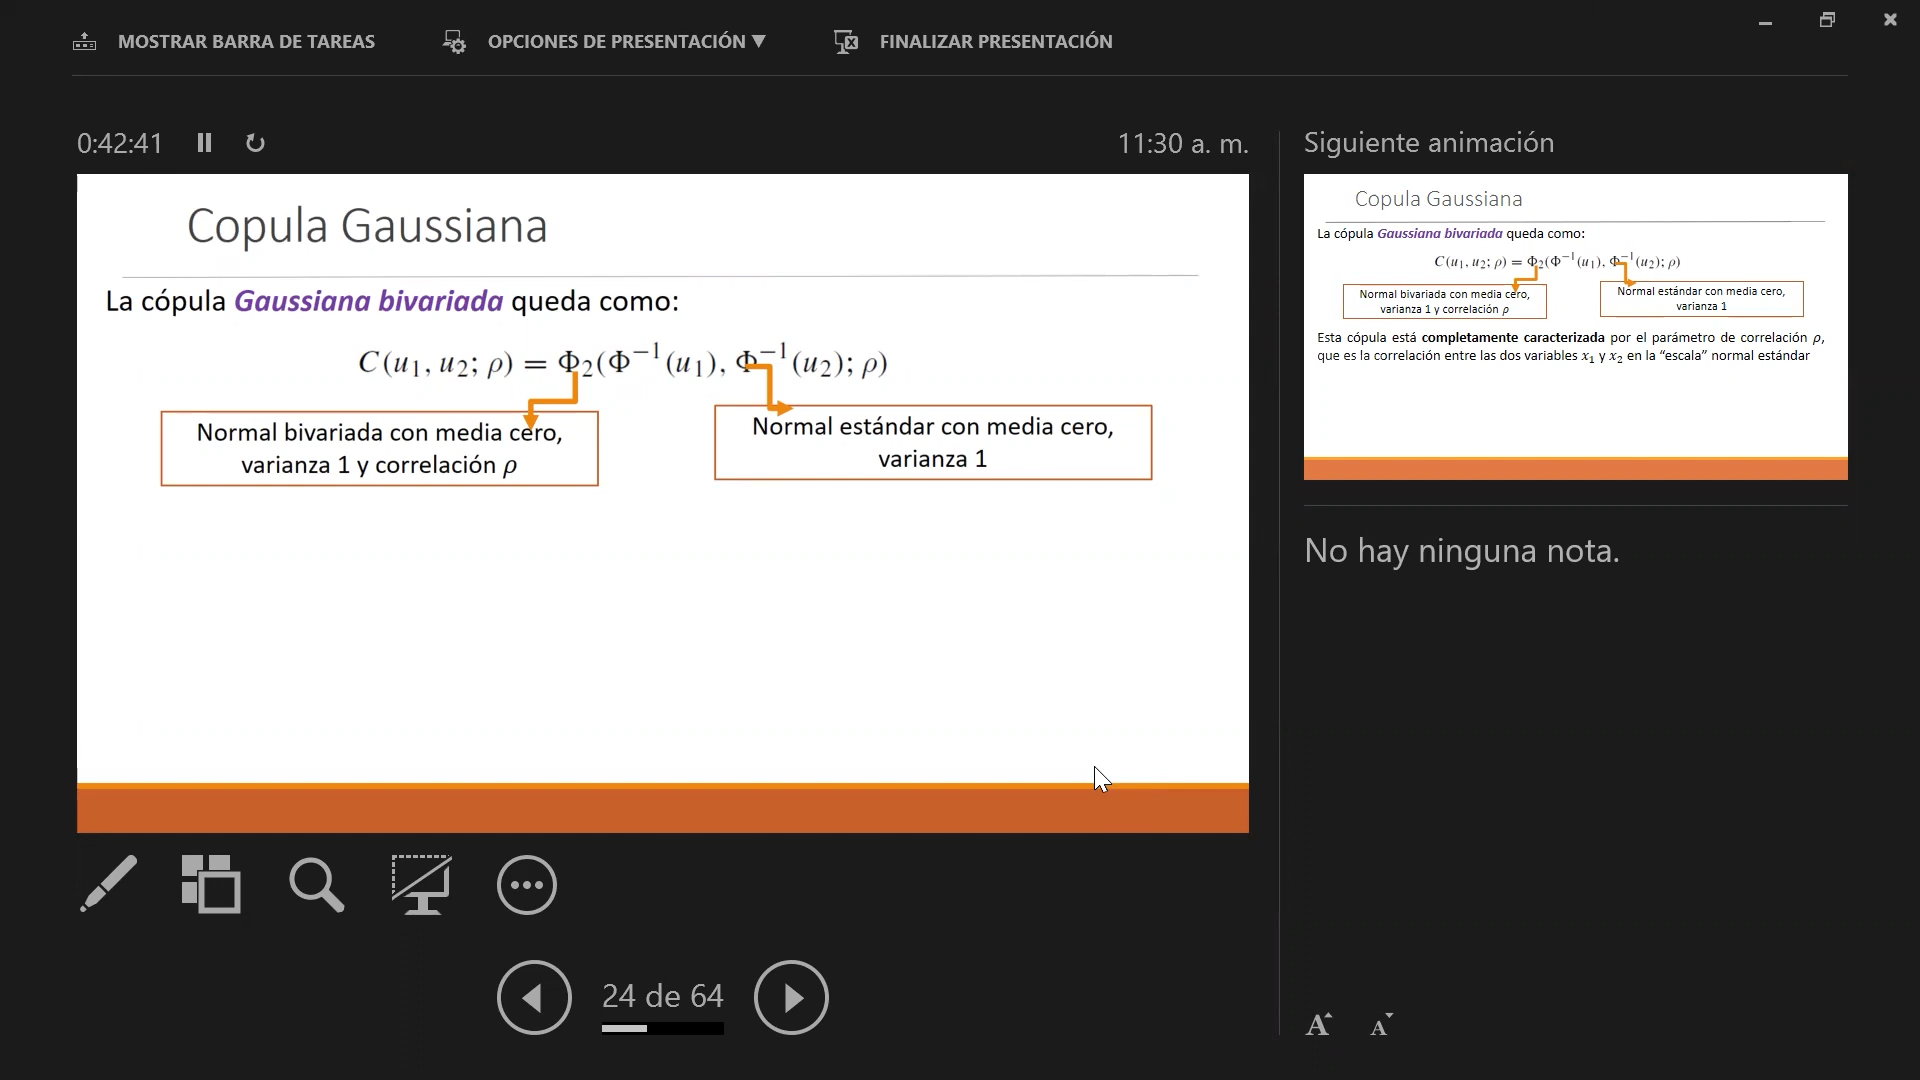 MOSTRAR BARRA DE TAREAS
OPCIONES DE PRESENTACIÓN ▼
FINALIZAR PRESENTACIÓN
0:42:41
11:30 a. m.
Copula Gaussiana
La cópula Gaussiana bivariada queda como:
C(u₁, u₂; ρ) = Φ₂(Φ⁻¹(u₁), Φ⁻¹(u₂); ρ)
Normal bivariada con media cero,
varianza 1 y correlación ρ
Normal estándar con media cero,
varianza 1
24 de 64
Siguiente animación
Copula Gaussiana
La cópula Gaussiana bivariada queda como:
C(u₁, u₂; ρ) = Φ₂(Φ⁻¹(u₁), Φ⁻¹(u₂); ρ)
Normal bivariada con media cero,
varianza 1 y correlación ρ
Normal estándar con media cero,
varianza 1
Esta cópula está completamente caracterizada por el parámetro de correlación ρ,
que es la correlación entre las dos variables x₁ y x₂ en la “escala” normal estándar
No hay ninguna nota.
A A